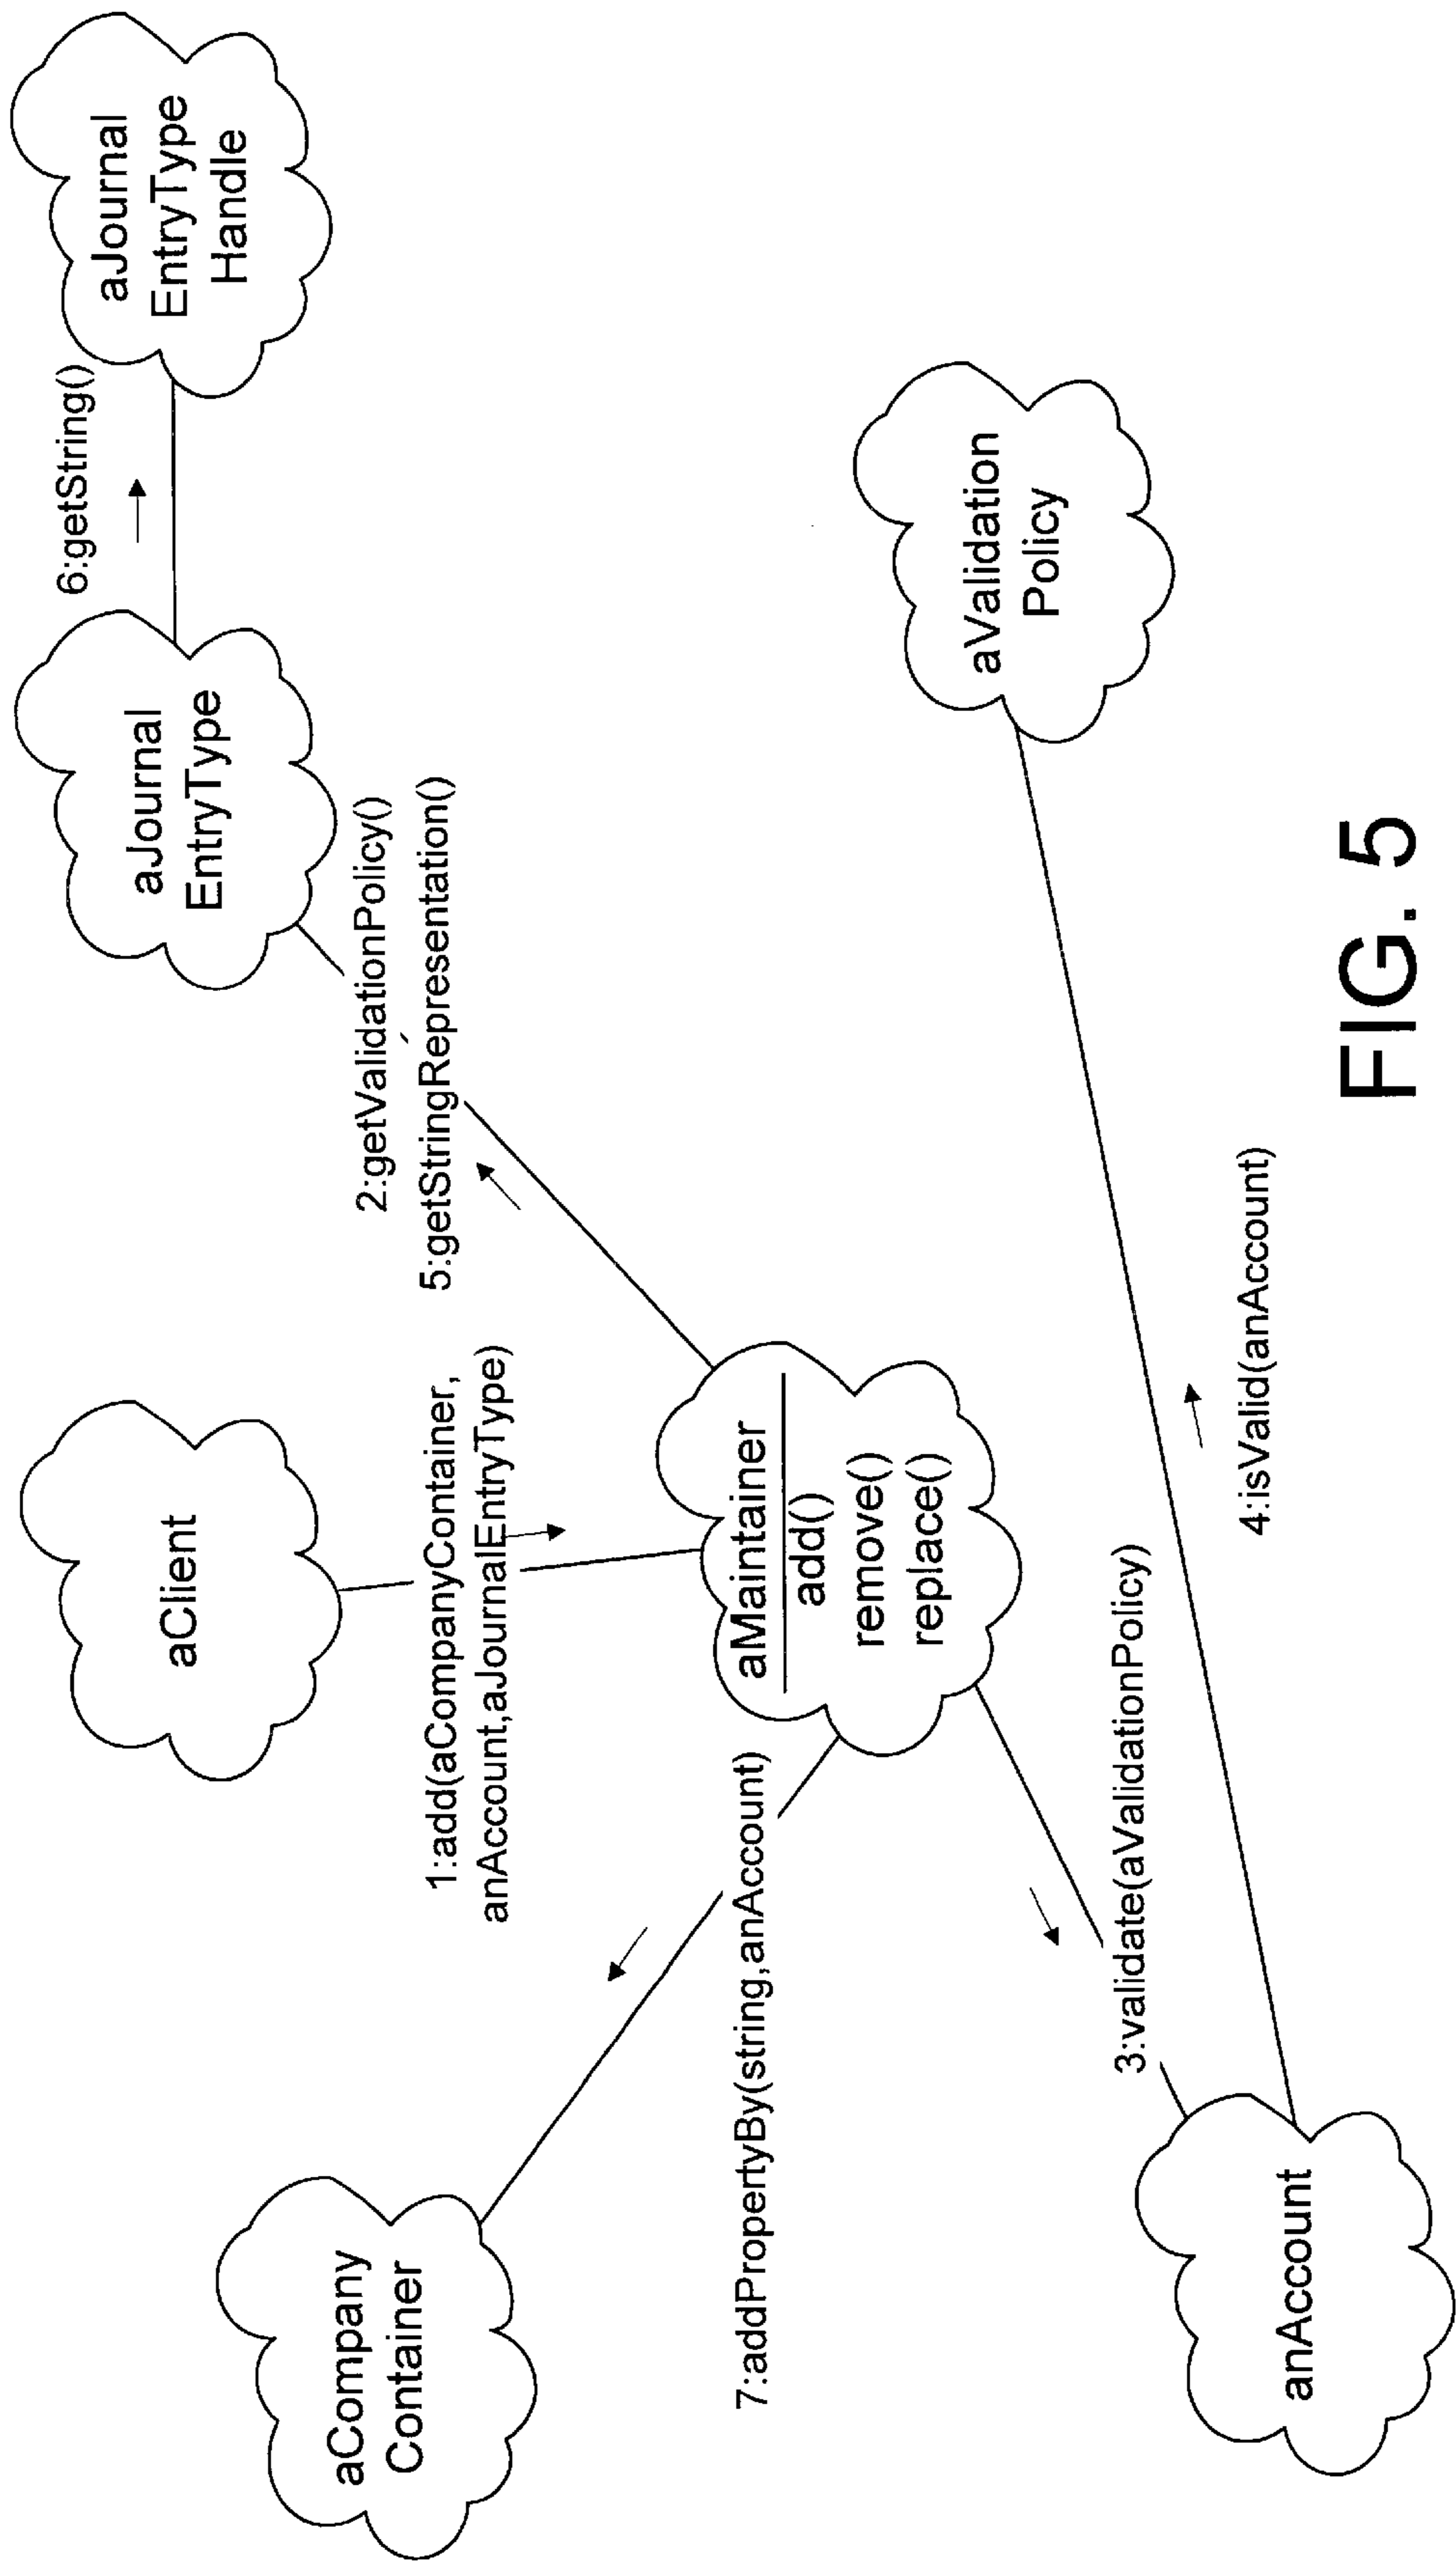 aClient
aJournal
EntryType
6:getString()
aJournal
EntryType
Handle
aCompany
Container
1:add(aCompanyContainer,
anAccount,aJournalEntryType)
2:getValidationPolicy()
5:getStringRepresentation()
7:addPropertyBy(string,anAccount)
aMaintainer
add()
remove()
replace()
aValidation
Policy
3:validate(aValidationPolicy)
4:isValid(anAccount)
anAccount
FIG. 5